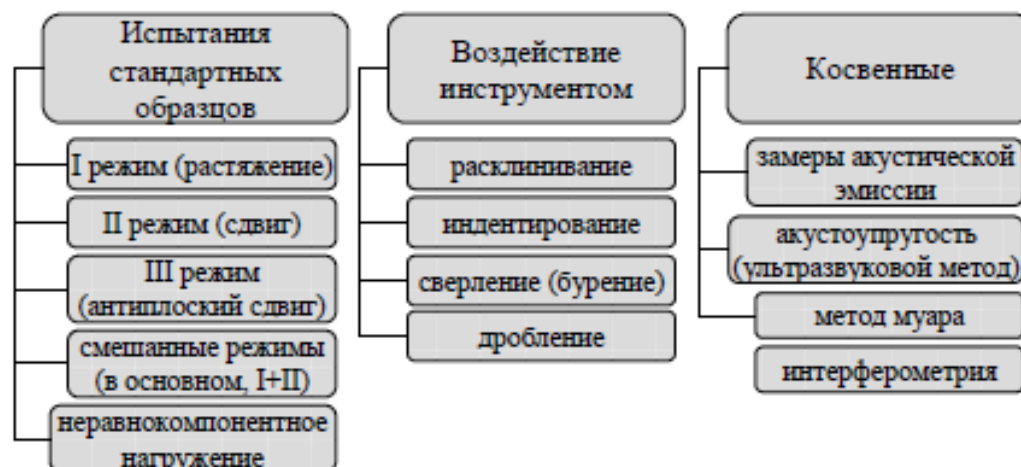 Испытания
стандартных
образцов
I режим (растяжение)
II режим (сдвиг)
III режим
(антиплоский сдвиг)
смешанные режимы
(в основном, I+II)
неравнокомпонентное
нагружение
Воздействие
инструментом
расклинивание
индентирование
сверление (бурение)
дробление
Косвенные
замеры акустической
эмиссии
акустоупругость
(ультразвуковой метод)
метод муара
интерферометрия